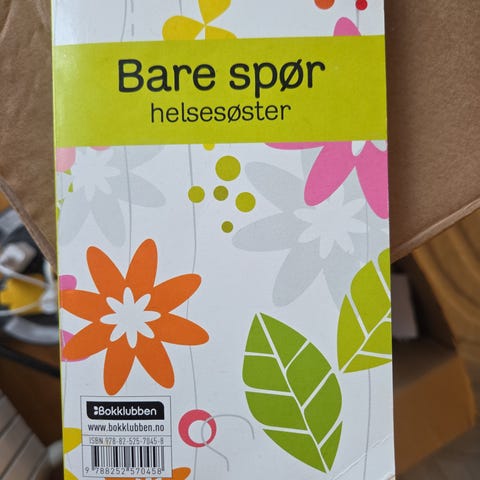 Bare spør
helsesøster
Bokklubben
www.bokklubben.no
ISBN 978-82-525-7045-8
9 788252 570458